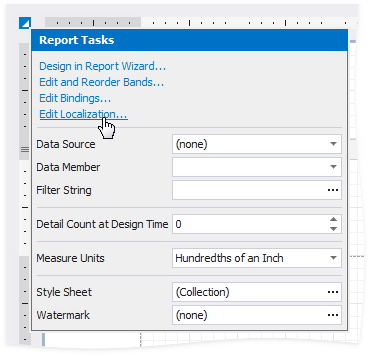 Report Tasks
Design in Report Wizard...
Edit and Reorder Bands...
Edit Bindings...
Edit Localization...
Data Source (none)
Data Member
Filter String ...
Detail Count at Design Time 0
Measure Units Hundredths of an Inch
Style Sheet (Collection) ...
Watermark (none) ...